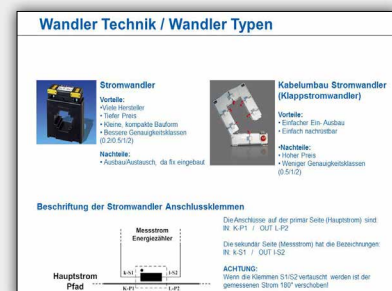 Wandler Technik / Wandler Typen
Stromwandler
Vorteile:
•Viele Hersteller
• Tiefer Preis
• Kleine, kompakte Bauform
• Bessere Genauigkeitsklassen
(0.2/0.5/1/2)
Nachteile:
• Ausbau/Austausch, da fix eingebaut
Kabelumbau Stromwandler
(Klappstromwandler)
Vorteile:
• Einfacher Ein- Ausbau
• Einfach nachrüstbar
•Nachteile:
• Hoher Preis
• Weniger Genauigkeitsklassen
(0.5/1/2)
Beschriftung der Stromwandler Anschlussklemmen
Messstrom
Energiezähler
k-S1
l-S2
Hauptstrom
Pfad
K-P1
L-P2
Die Anschlüsse auf der primär Seite (Hauptstrom) sind:
IN K-P1 / OUT L-P2
Die sekundär Seite (Messstrom) hat die Bezeichnungen:
IN k-S1 / OUT l-S2
ACHTUNG:
Wenn die Klemmen S1/S2 vertauscht werden ist der
gemessenen Strom 180° verschoben!